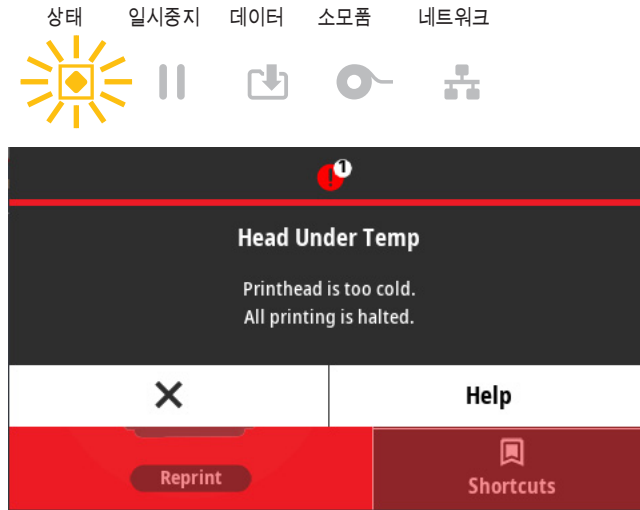 상태 일시중지 데이터 소모품 네트워크
1
Head Under Temp
Printhead is too cold.
All printing is halted.
Help
Reprint
Shortcuts